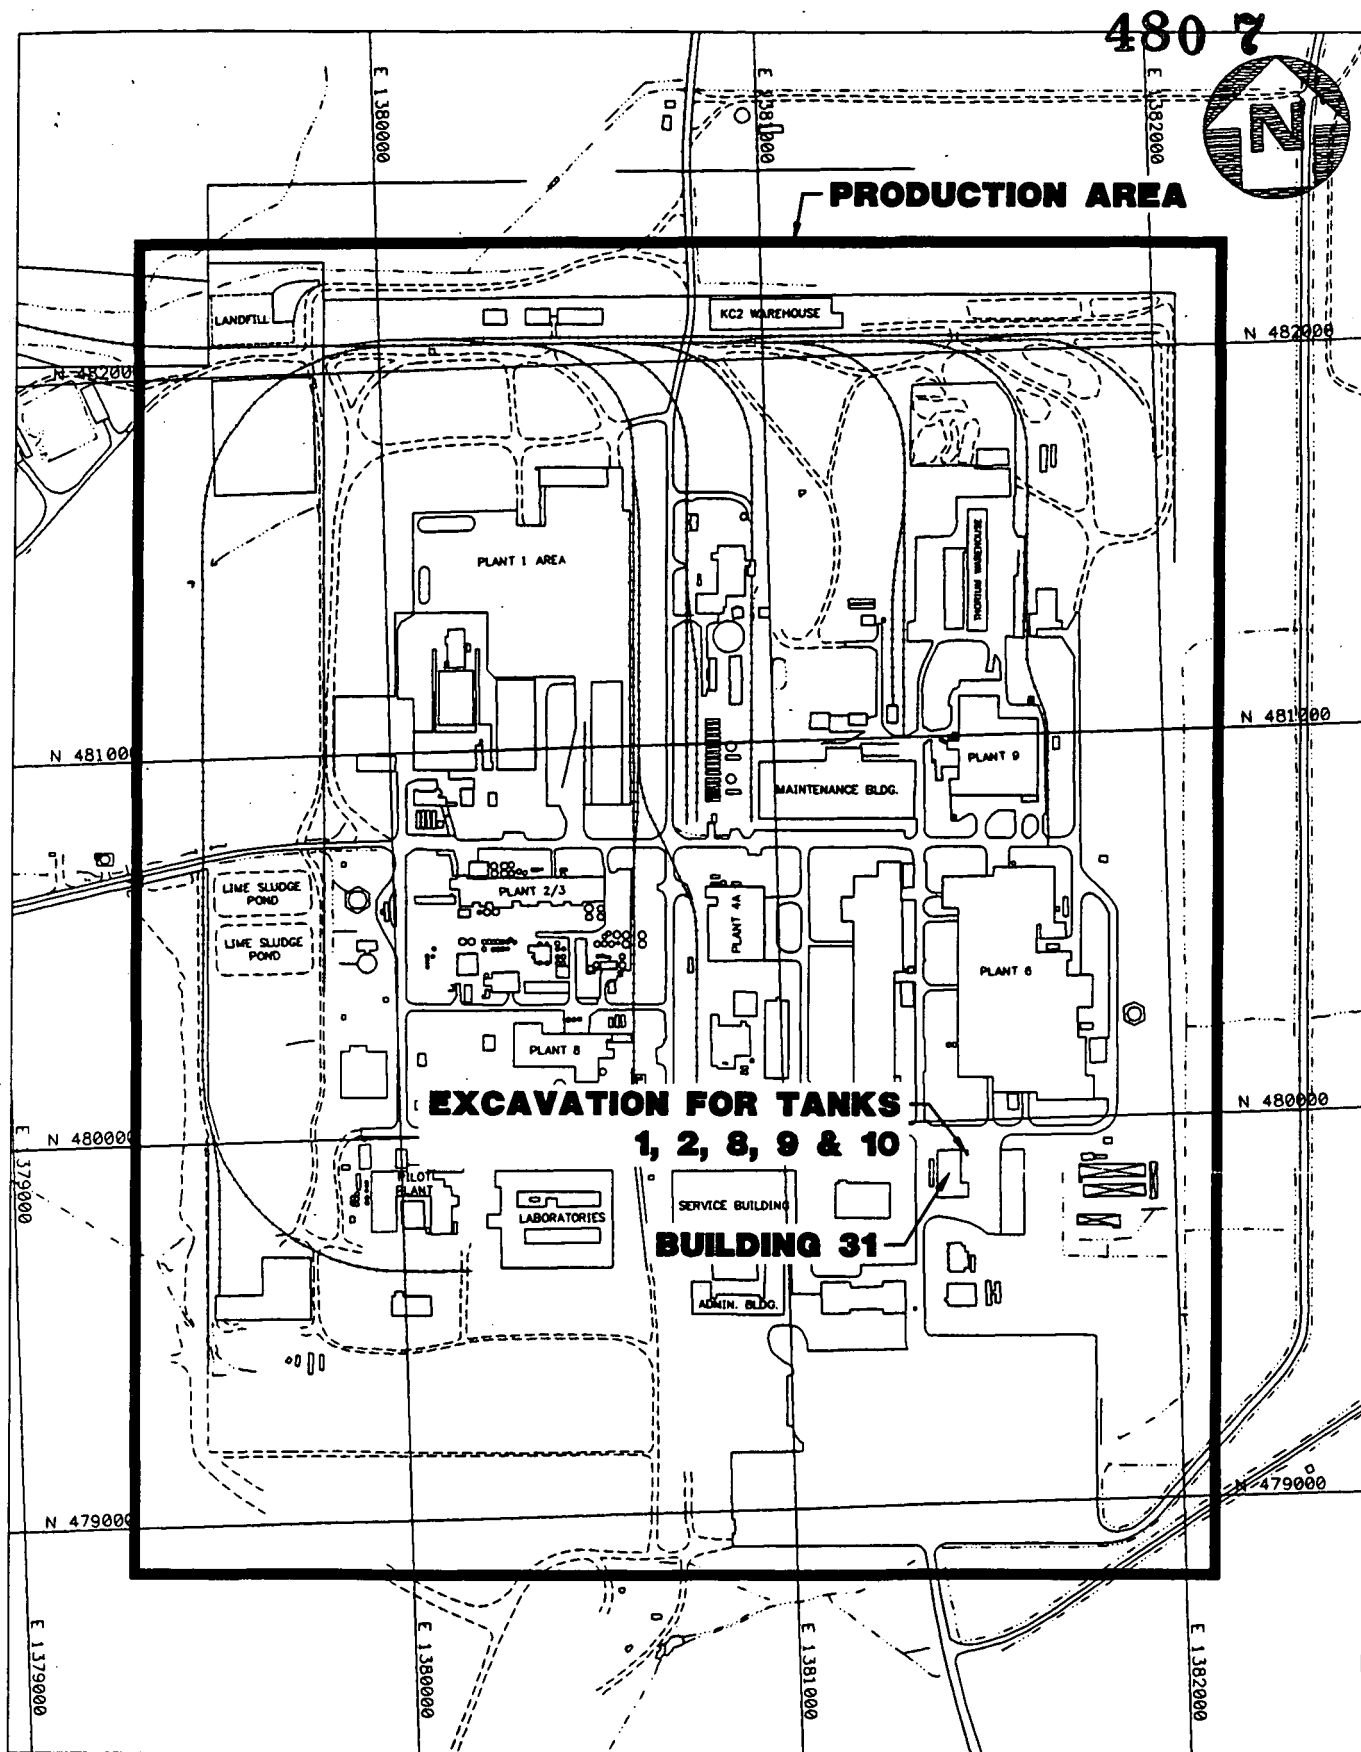 480 7
E 1380000
E 1381000
E 1382000
N
PRODUCTION AREA
LANDFILL
KC2 WAREHOUSE
N 482000
N 48200
PLANT 1 AREA
THORIUM WAREHOUSE
N 481000
N 48100
PLANT 9
MAINTENANCE BLDG.
LIME SLUDGE
POND
PLANT 2/3
PLANT 4A
LIME SLUDGE
POND
PLANT 6
PLANT 8
EXCAVATION FOR TANKS
1, 2, 8, 9 & 10
N 480000
N 480000
E 1379000
PILOT
PLANT
LABORATORIES
SERVICE BUILDING
BUILDING 31
ADMIN. BLDG.
N 479000
N 479000
E 1379000
E 1380000
E 1381000
E 1382000